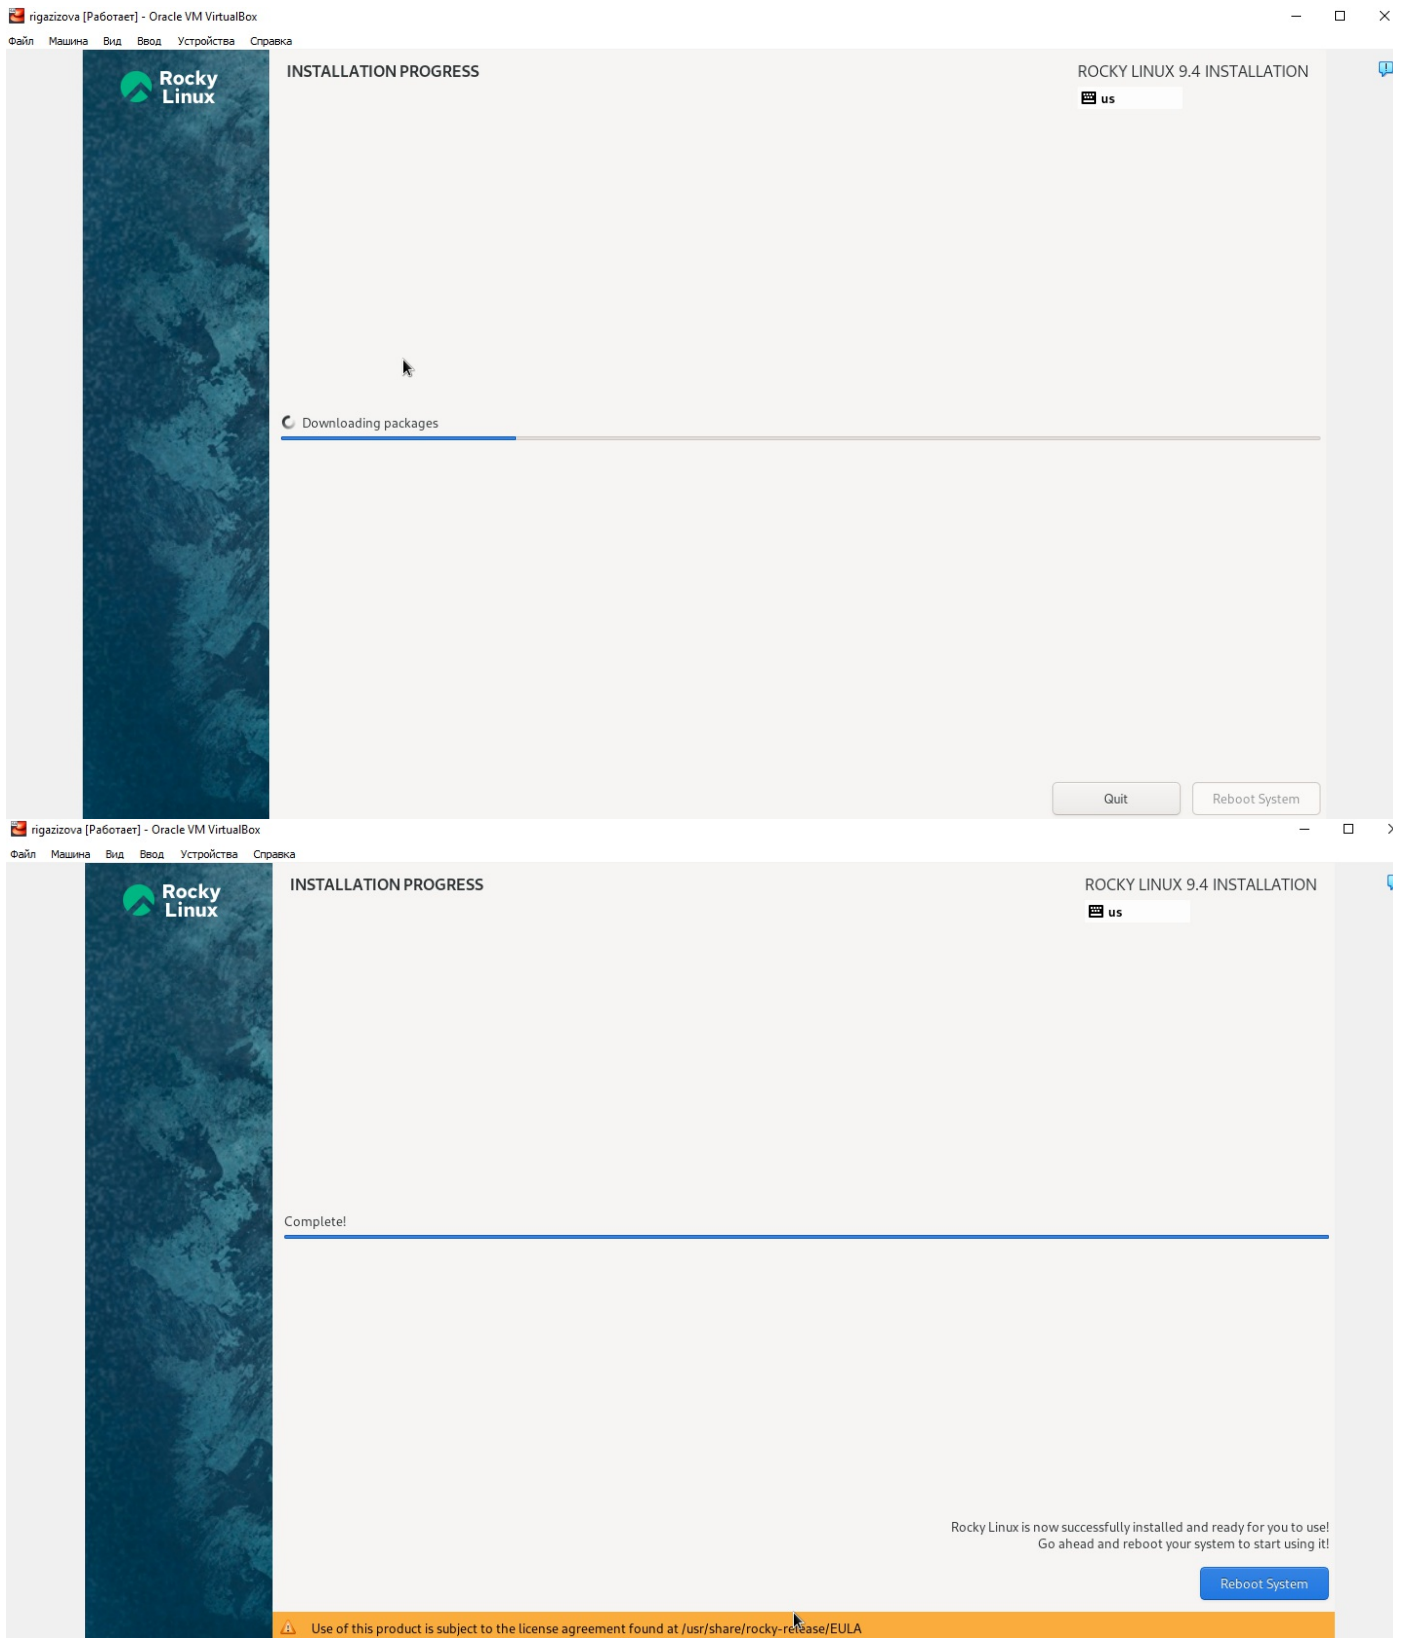 rigazizova [Работает] - Oracle VM VirtualBox
Файл Машина Вид Ввод Устройства Справка
Rocky
Linux
INSTALLATION PROGRESS
ROCKY LINUX 9.4 INSTALLATION
us
Downloading packages
Quit
Reboot System
rigazizova [Работает] - Oracle VM VirtualBox
Файл Машина Вид Ввод Устройства Справка
Rocky
Linux
INSTALLATION PROGRESS
ROCKY LINUX 9.4 INSTALLATION
us
Complete!
Rocky Linux is now successfully installed and ready for you to use!
Go ahead and reboot your system to start using it!
Reboot System
Use of this product is subject to the license agreement found at /usr/share/rocky-release/EULA